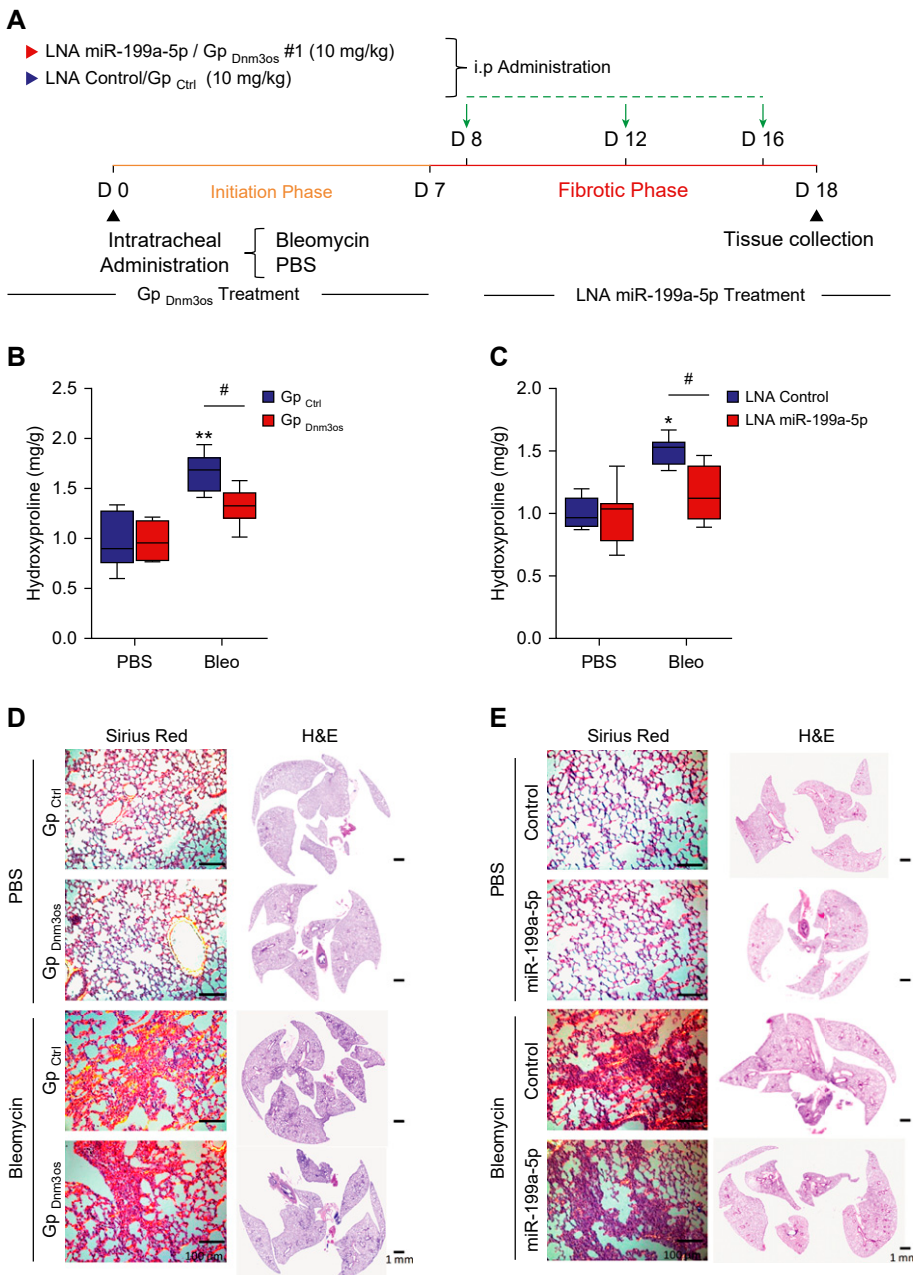 A
LNA miR-199a-5p / Gp Dnm3os #1 (10 mg/kg)
LNA Control/Gp Ctrl (10 mg/kg)
i.p Administration
D 8
D 12
D 16
D 0
Initiation Phase
D 7
Fibrotic Phase
D 18
Intratracheal
Administration
Bleomycin
PBS
Tissue collection
Gp Dnm3os Treatment
LNA miR-199a-5p Treatment
B
Hydroxyproline (mg/g)
2.5
2.0
1.5
1.0
0.5
0.0
**
#
Gp Ctrl
Gp Dnm3os
PBS
Bleo
C
Hydroxyproline (mg/g)
2.0
1.5
1.0
0.5
0.0
*
#
LNA Control
LNA miR-199a-5p
PBS
Bleo
D
Sirius Red
H&E
PBS
Gp Ctrl
Gp Dnm3os
Bleomycin
Gp Ctrl
Gp Dnm3os
100 µm
1 mm
E
Sirius Red
H&E
PBS
Control
miR-199a-5p
Bleomycin
Control
miR-199a-5p
100 µm
1 mm